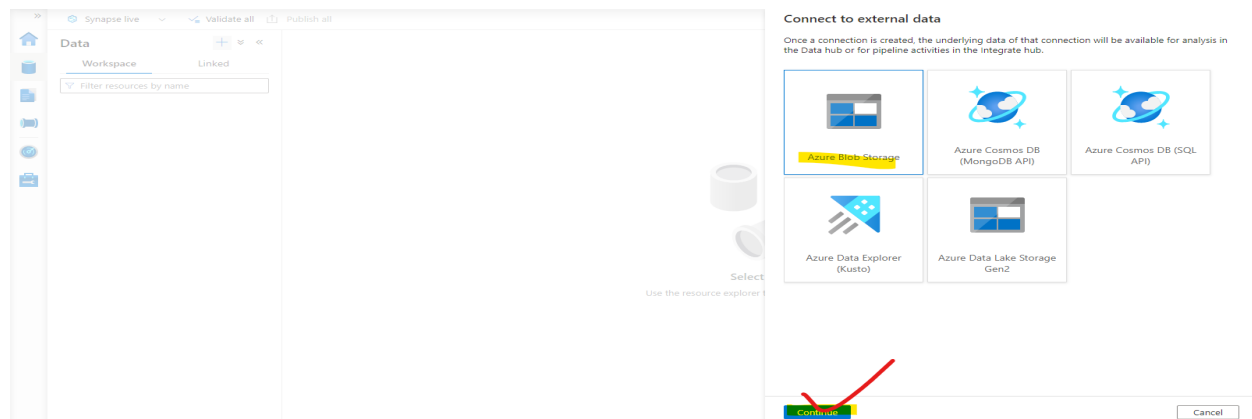 Synapse live
Validate all
Publish all
Data
Workspace
Linked
Filter resources by name
Select
Use the resource explorer
Connect to external data
Once a connection is created, the underlying data of that connection will be available for analysis in
the Data hub or for pipeline activities in the Integrate hub.
Azure Blob Storage
Azure Cosmos DB
(MongoDB API)
Azure Cosmos DB (SQL
API)
Azure Data Explorer
(Kusto)
Azure Data Lake Storage
Gen2
Continue
Cancel